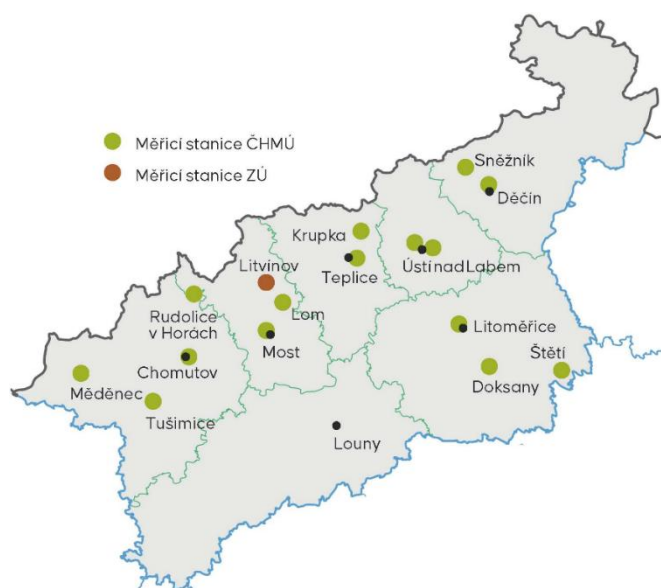 Měřicí stanice ČHMÚ
Měřicí stanice ZÚ
Sněžník
Děčín
Krupka
Teplice
Ústí nad Labem
Litvínov
Lom
Rudolice
v Horách
Most
Litoměřice
Štětí
Doksany
Chomutov
Měděnec
Tušimice
Louny